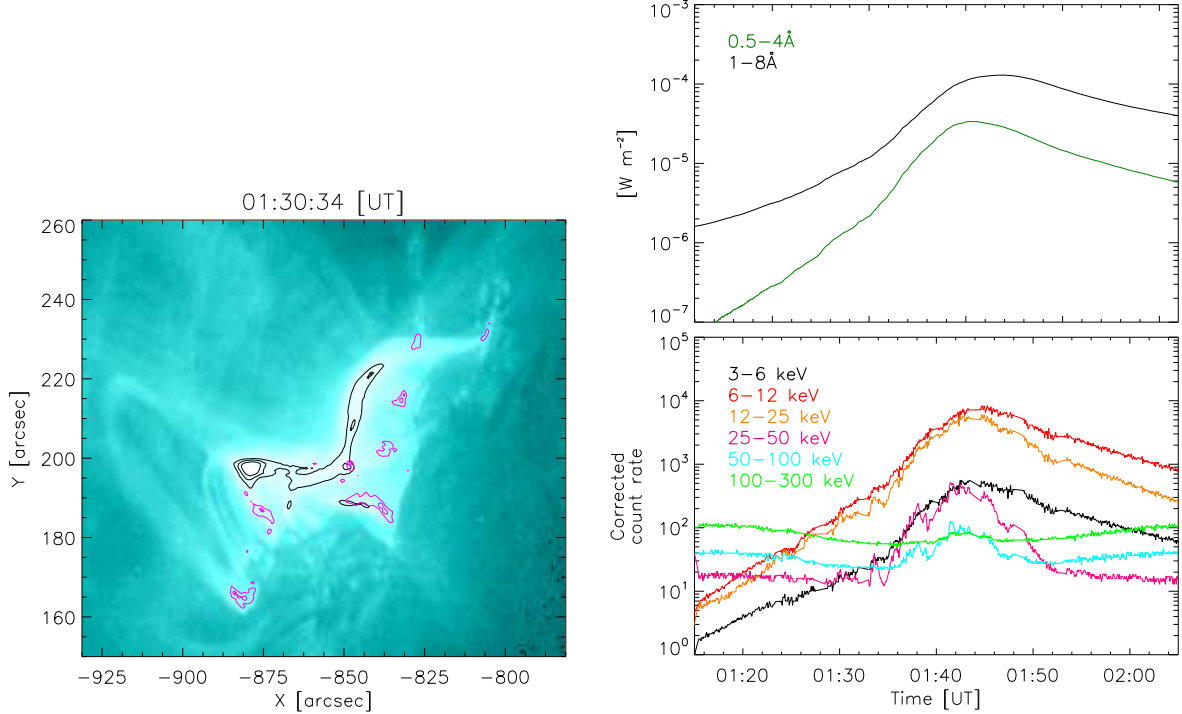 01:30:34 [UT]
260
240
220
200
180
160
Y [arcsec]
−925 −900 −875 −850 −825 −800
X [arcsec]
10⁻³
10⁻⁴
10⁻⁵
10⁻⁶
10⁻⁷
[W m⁻²]
0.5−4Å
1−8Å
10⁵
10⁴
10³
10²
10¹
10⁰
Corrected
count rate
3−6 keV
6−12 keV
12−25 keV
25−50 keV
50−100 keV
100−300 keV
01:20 01:30 01:40 01:50 02:00
Time [UT]